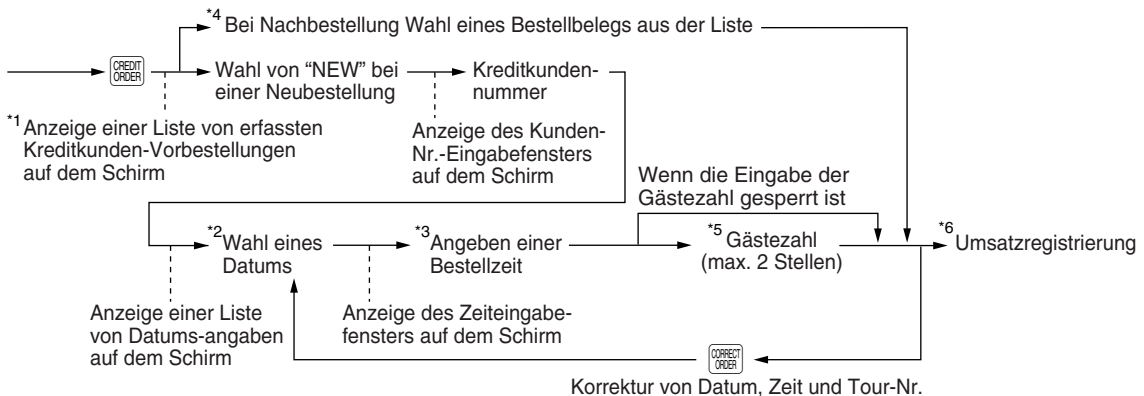 *4 Bei Nachbestellung Wahl eines Bestellbelegs aus der Liste
CREDIT
ORDER
Wahl von “NEW” bei
einer Neubestellung
Kreditkunden-
nummer
*1 Anzeige einer Liste von erfassten
Kreditkunden-Vorbestellungen
auf dem Schirm
Anzeige des Kunden-
Nr.-Eingabefensters
auf dem Schirm
Wenn die Eingabe der
Gästezahl gesperrt ist
*2 Wahl eines
Datums
*3 Angeben einer
Bestellzeit
*5 Gästezahl
(max. 2 Stellen)
*6 Umsatzregistrierung
Anzeige einer Liste
von Datums-angaben
auf dem Schirm
Anzeige des Zeiteingabe-
fensters auf dem Schirm
CORRECT
ORDER
Korrektur von Datum, Zeit und Tour-Nr.